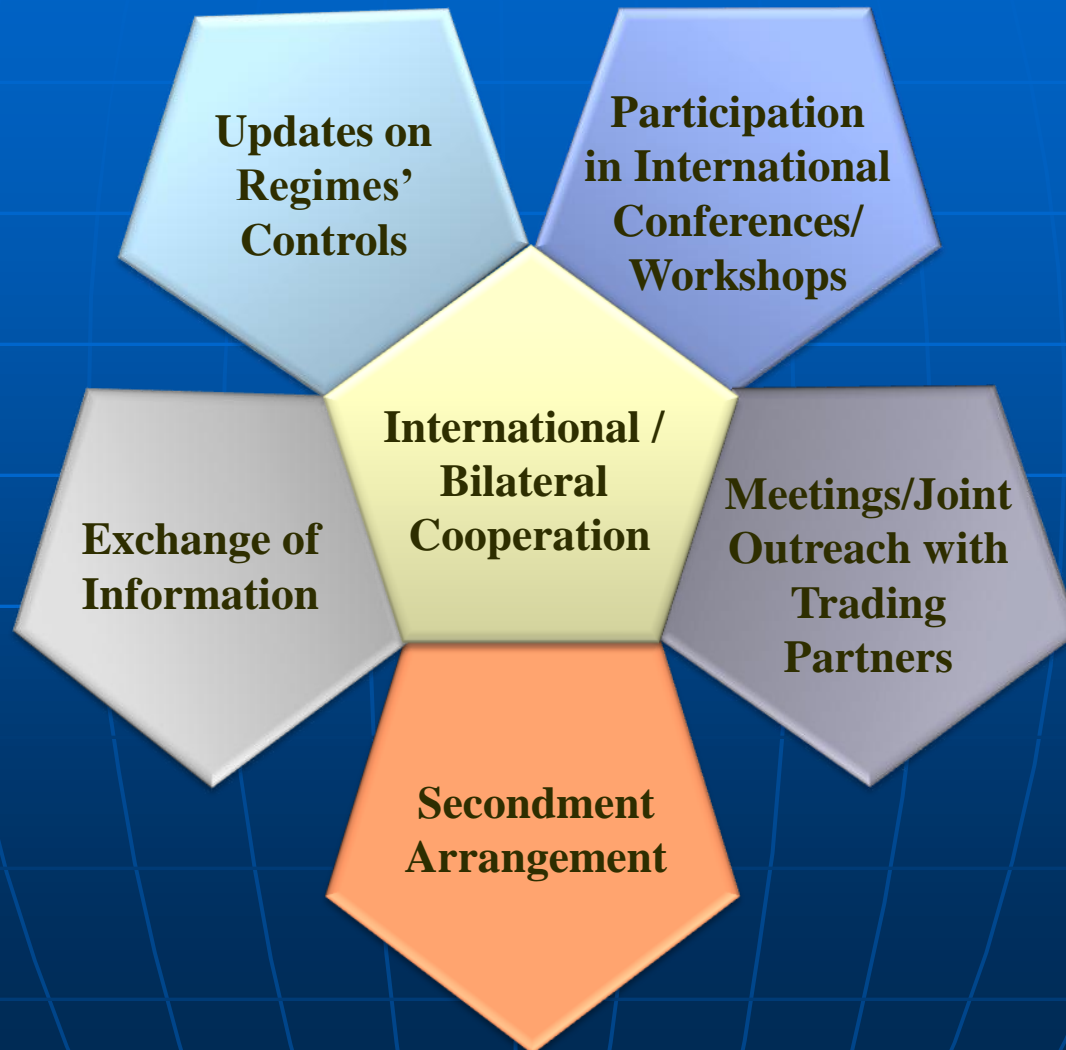 Updates on
Regimes’
Controls
Participation
in International
Conferences/
Workshops
International /
Bilateral
Cooperation
Exchange of
Information
Meetings/Joint
Outreach with
Trading
Partners
Secondment
Arrangement